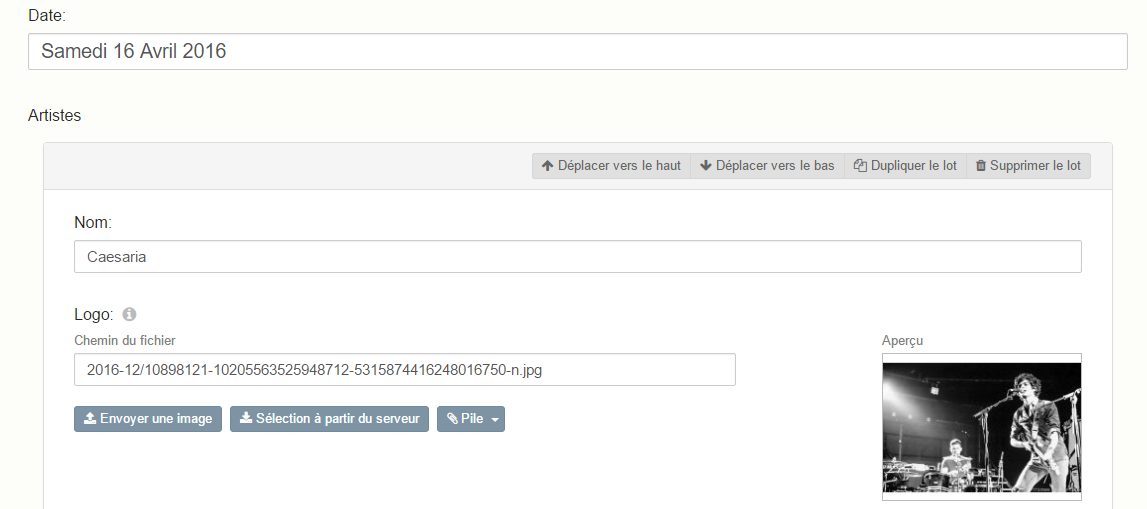 Date:
Samedi 16 Avril 2016
Artistes
Déplacer vers le haut Déplacer vers le bas Dupliquer le lot Supprimer le lot
Nom:
Caesaria
Logo:
Chemin du fichier
Aperçu
2016-12/10898121-10205563525948712-5315874416248016750-n.jpg
Envoyer une image Sélection à partir du serveur Pile